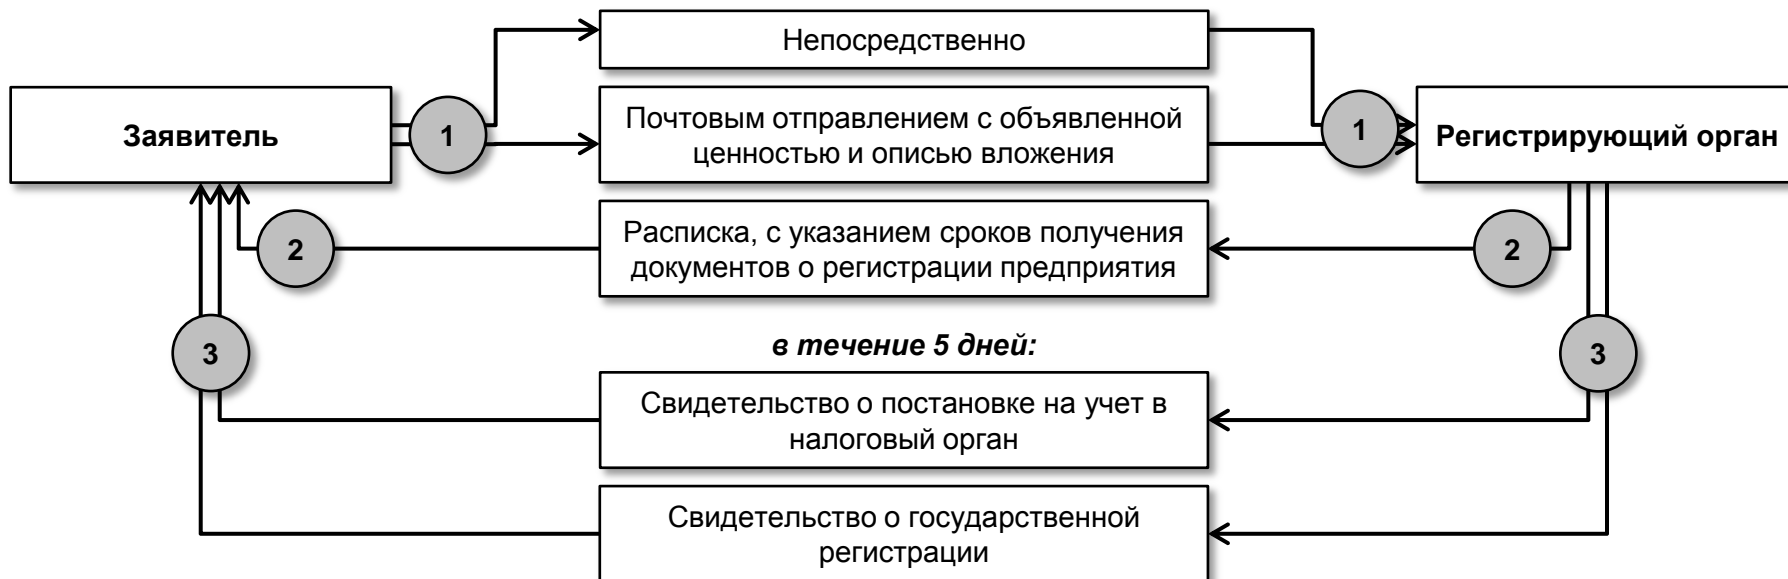 Непосредственно
Заявитель
1
Почтовым отправлением с объявленной
ценностью и описью вложения
1
Регистрирующий орган
2
Расписка, с указанием сроков получения
документов о регистрации предприятия
2
3
в течение 5 дней:
3
Свидетельство о постановке на учет в
налоговый орган
Свидетельство о государственной
регистрации